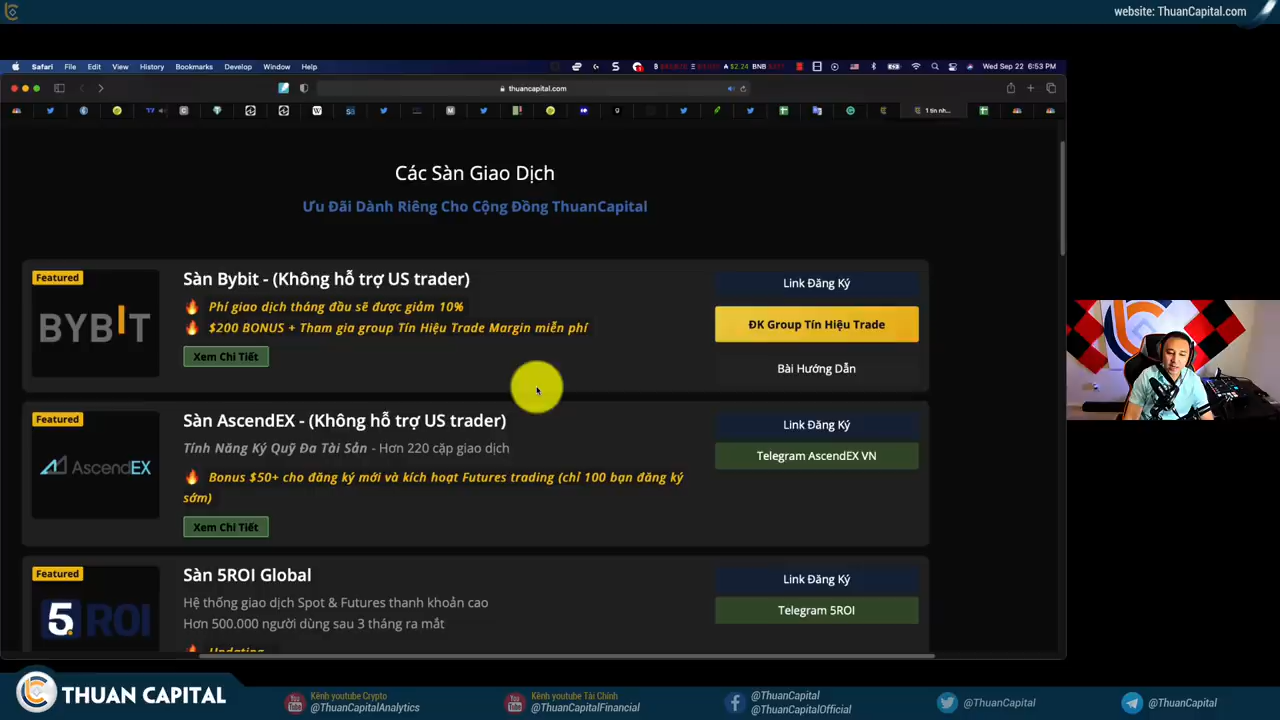 website: ThuanCapital.com
Safari File Edit View History Bookmarks Develop Window Help
Wed Sep 22 6:53 PM
thuancapital.com
1 tin nh...
Các Sàn Giao Dịch
Ưu Đãi Dành Riêng Cho Cộng Đồng ThuanCapital
Featured
BYBIT
Sàn Bybit - (Không hỗ trợ US trader)
Phí giao dịch tháng đầu sẽ được giảm 10%
$200 BONUS + Tham gia group Tín Hiệu Trade Margin miễn phí
Xem Chi Tiết
Link Đăng Ký
ĐK Group Tín Hiệu Trade
Bài Hướng Dẫn
Featured
AscendEX
Sàn AscendEX - (Không hỗ trợ US trader)
Tính Năng Ký Quỹ Đa Tài Sản - Hơn 220 cặp giao dịch
Bonus $50+ cho đăng ký mới và kích hoạt Futures trading (chỉ 100 bạn đăng ký
sớm)
Xem Chi Tiết
Link Đăng Ký
Telegram AscendEX VN
Featured
5ROI
Sàn 5ROI Global
Hệ thống giao dịch Spot & Futures thanh khoản cao
Hơn 500.000 người dùng sau 3 tháng ra mắt
Updating
Link Đăng Ký
Telegram 5ROI
THUAN CAPITAL
Kênh youtube Crypto
@ThuanCapitalAnalytics
Kênh youtube Tài Chính
@ThuanCapitalFinancial
@ThuanCapital
@ThuanCapitalOfficial
@ThuanCapital
@ThuanCapital